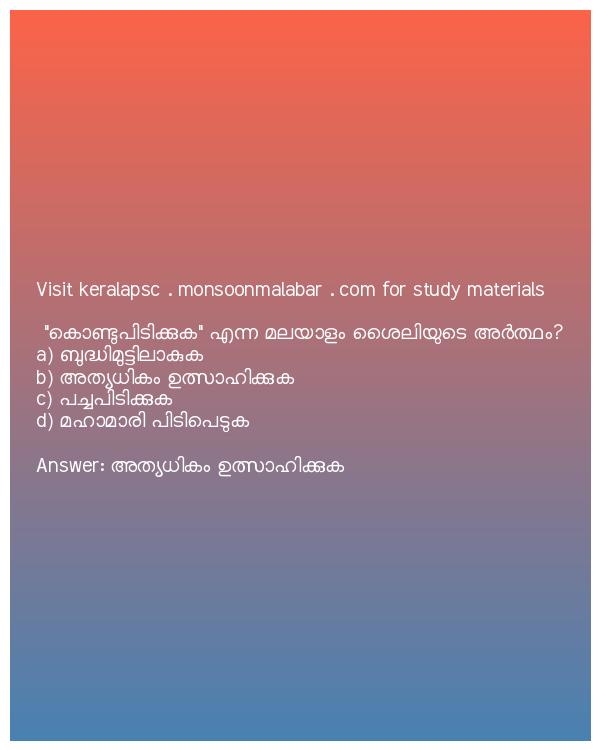 Visit keralapsc . monsoonmalabar . com for study materials
"കൊണ്ടുപിടിക്കുക" എന്ന മലയാളം ശൈലിയുടെ അർത്ഥം?
a) ബുദ്ധിമുട്ടിലാകുക
b) അത്യധികം ഉത്സാഹിക്കുക
c) പച്ചപിടിക്കുക
d) മഹാമാരി പിടിപെടുക
Answer: അത്യധികം ഉത്സാഹിക്കുക